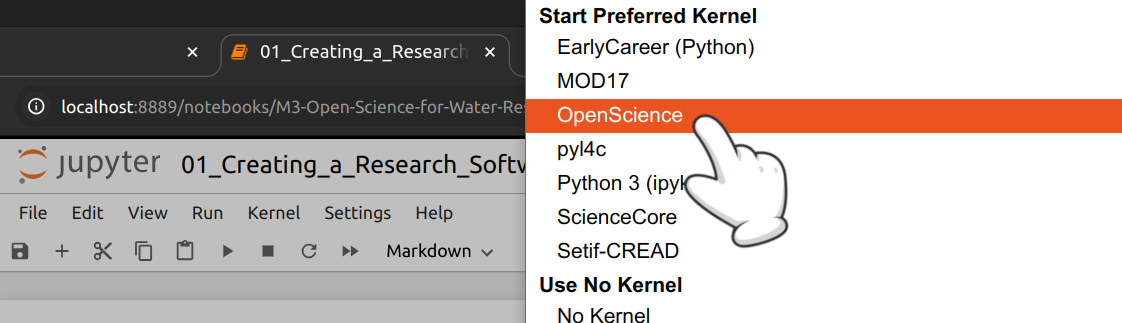 01_Creating_a_Research
localhost:8889/notebooks/M3-Open-Science-for-Water-Res
jupyter 01_Creating_a_Research_Softw
File Edit View Run Kernel Settings Help
Markdown
Start Preferred Kernel
EarlyCareer (Python)
MOD17
OpenScience
pyl4c
Python 3 (ipyk
ScienceCore
Setif-CREAD
Use No Kernel
No Kernel